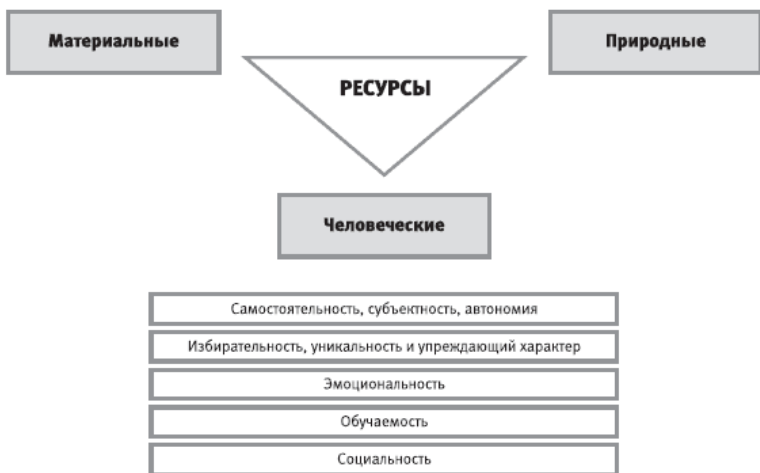 Материальные
Природные
РЕСУРСЫ
Человеческие
Самостоятельность, субъектность, автономия
Избирательность, уникальность и упреждающий характер
Эмоциональность
Обучаемость
Социальность